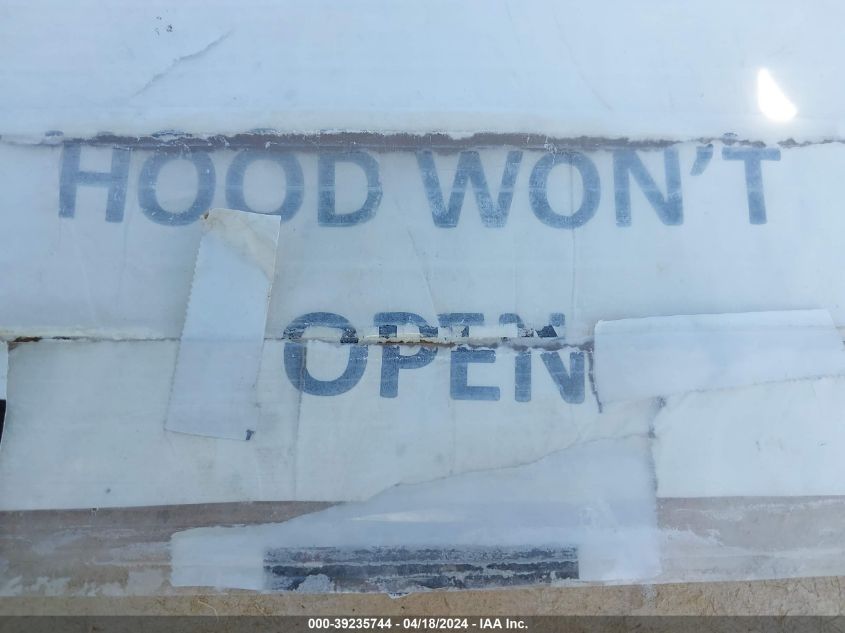 HOOD WON'T
OPEN
000-39235744 - 04/18/2024 - IAA Inc.